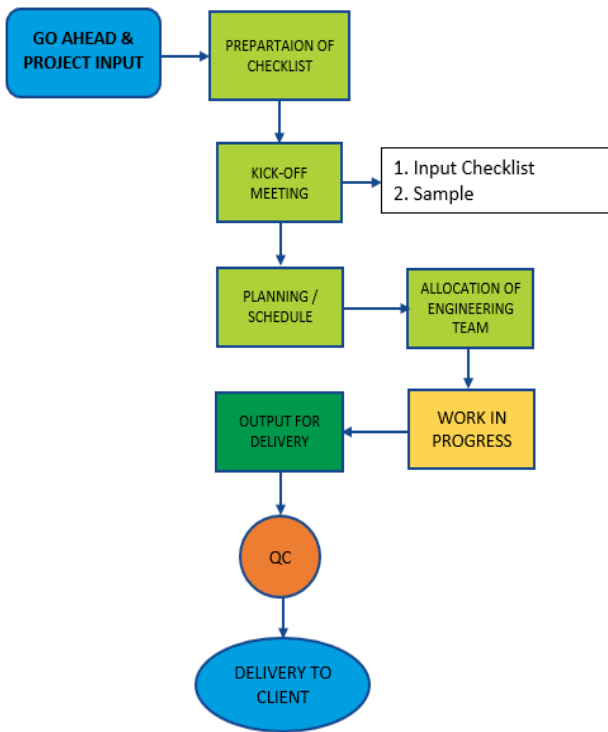 GO AHEAD &
PROJECT INPUT
PREPARTAION OF
CHECKLIST
KICK-OFF
MEETING
1. Input Checklist
2. Sample
PLANNING /
SCHEDULE
ALLOCATION OF
ENGINEERING
TEAM
WORK IN
PROGRESS
OUTPUT FOR
DELIVERY
QC
DELIVERY TO
CLIENT